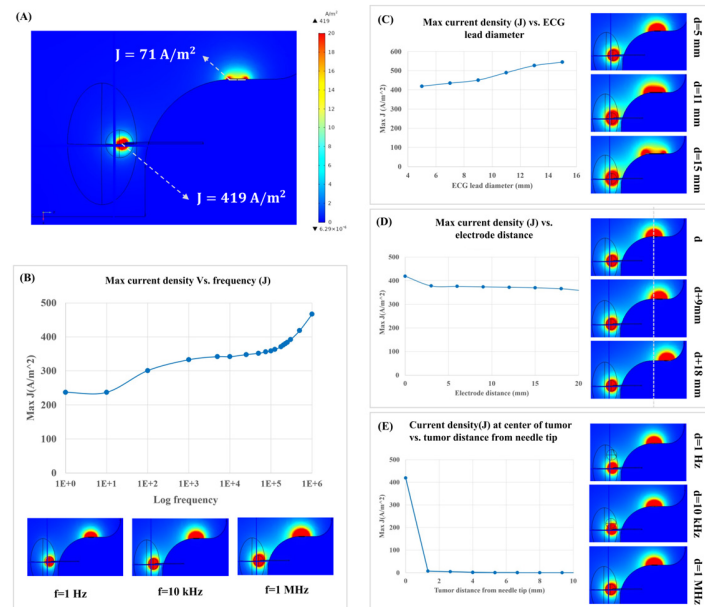 (A)
A/m²
▲ 419
J = 71 A/m²
J = 419 A/m²
20
18
16
14
12
10
8
6
4
2
0
▼ 6.29×10⁻⁶
(B)
Max current density Vs. frequency (J)
Max J(A/m^2)
500
400
300
200
100
0
1E+0 1E+1 1E+2 1E+3 1E+4 1E+5 1E+6
Log frequency
f=1 Hz f=10 kHz f=1 MHz
(C)
Max current density (J) vs. ECG
lead diameter
Max J (A/m^2)
600
500
400
300
200
100
0
4 6 8 10 12 14 16
ECG lead diameter (mm)
d=5 mm
d=11 mm
d=15 mm
(D)
Max current density (J) vs.
electrode distance
Max J(A/m^2)
500
400
300
200
100
0
0 5 10 15 20
Electrode distance (mm)
d
d+9mm
d+18 mm
(E)
Current density(J) at center of tumor
vs. tumor distance from needle tip
Max J(A/m^2)
500
400
300
200
100
0
0 2 4 6 8 10
Tumor distance from needle tip (mm)
d=1 Hz
d=10 kHz
d=1 MHz